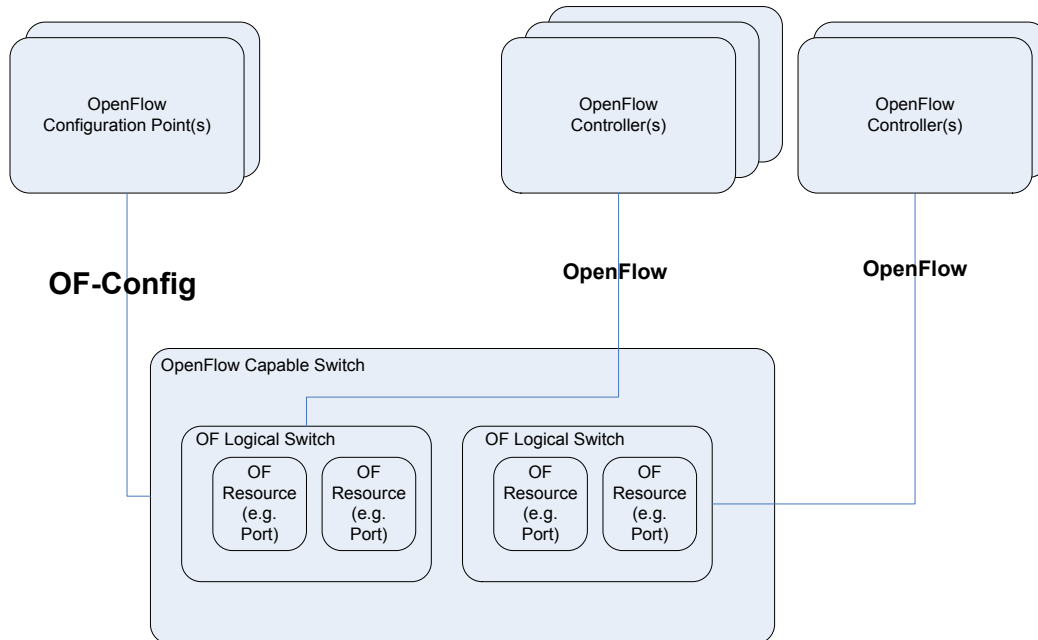 OpenFlow
Configuration Point(s)
OpenFlow
Controller(s)
OpenFlow
Controller(s)
OF-Config
OpenFlow
OpenFlow
OpenFlow Capable Switch
OF Logical Switch
OF
Resource
(e.g.
Port)
OF
Resource
(e.g.
Port)
OF Logical Switch
OF
Resource
(e.g.
Port)
OF
Resource
(e.g.
Port)